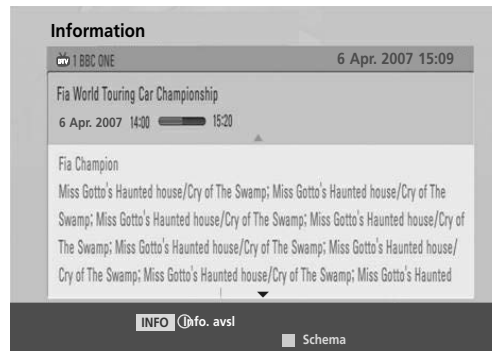 Information
DTV 1 BBC ONE 6 Apr. 2007 15:09
Fia World Touring Car Championship
6 Apr. 2007 14:00 15:20
Fia Champion
Miss Gotto's Haunted house/Cry of The Swamp; Miss Gotto's Haunted house/Cry of The
Swamp; Miss Gotto's Haunted house/Cry of The Swamp; Miss Gotto's Haunted house/Cry of
The Swamp; Miss Gotto's Haunted house/Cry of The Swamp; Miss Gotto's Haunted house/
Cry of The Swamp; Miss Gotto's Haunted house/Cry of The Swamp; Miss Gotto's Haunted
INFO ⓘ Info. avsl
Schema